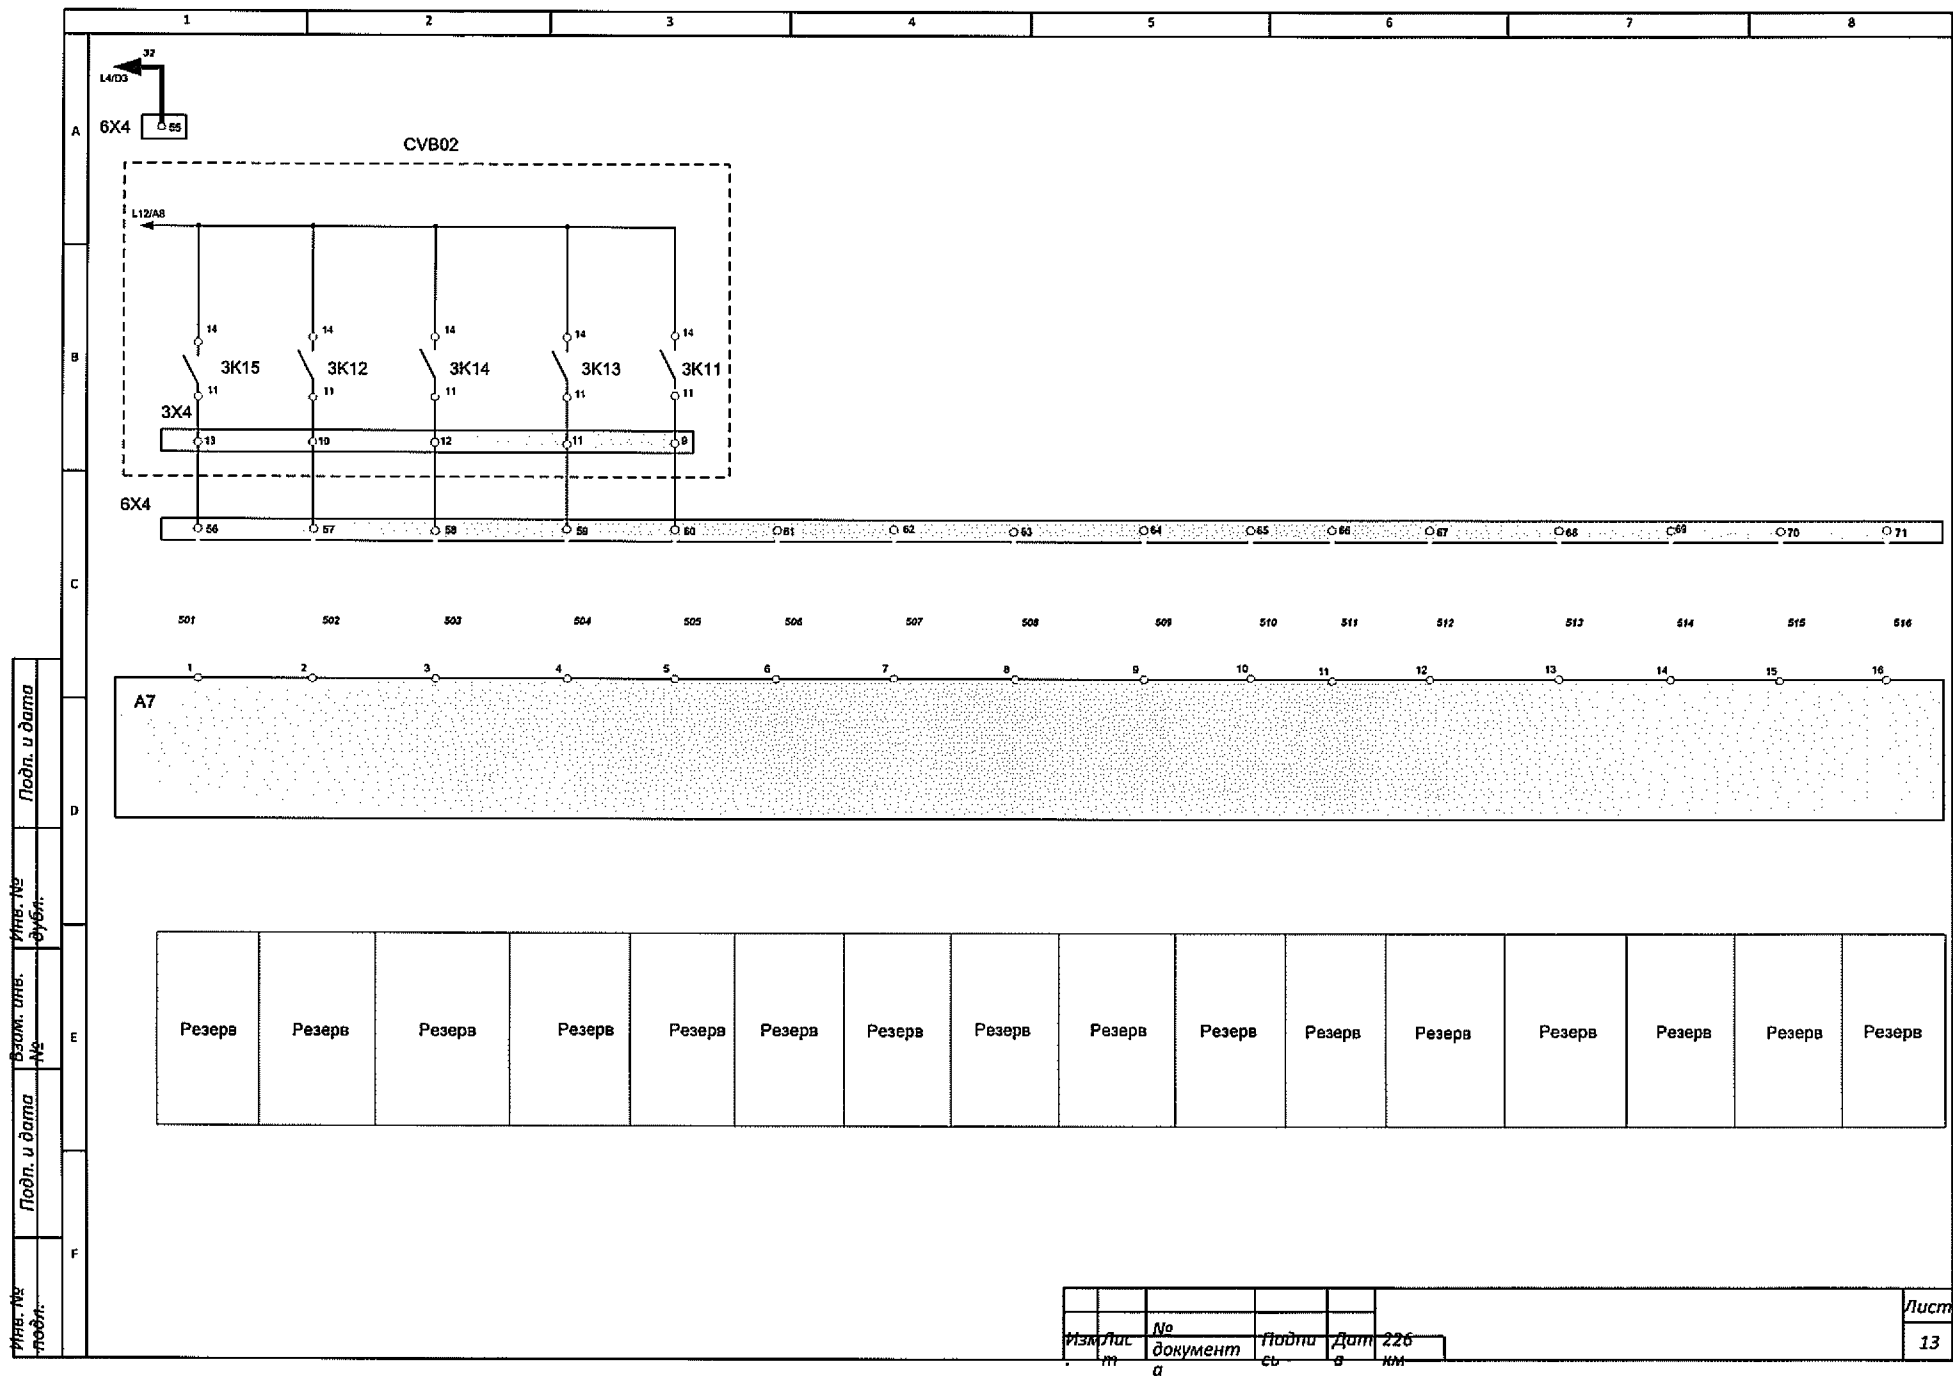 1 2 3 4 5 6 7 8
32
L4/D3
A
6X4 55
CVB02
L12/A8
14 14 14 14 14
B
3K15 3K12 3K14 3K13 3K11
11 11 11 11 11
3X4
13 10 12 11 9
6X4
56 57 58 59 60 61 62 63 64 65 66 67 68 69 70 71
C
501 502 503 504 505 506 507 508 509 510 511 512 513 514 515 516
1 2 3 4 5 6 7 8 9 10 11 12 13 14 15 16
A7
D
E
Резерв Резерв Резерв Резерв Резерв Резерв Резерв Резерв Резерв Резерв Резерв Резерв Резерв Резерв Резерв Резерв
F
Подп. и дата
Инв. №
дубл.
Взам. инв.
№
Подп. и дата
Инв. №
подл.
Изм
.
Лис
т
№
документ
а
Подпи
сь
Дат
а
226
км
Лист
13